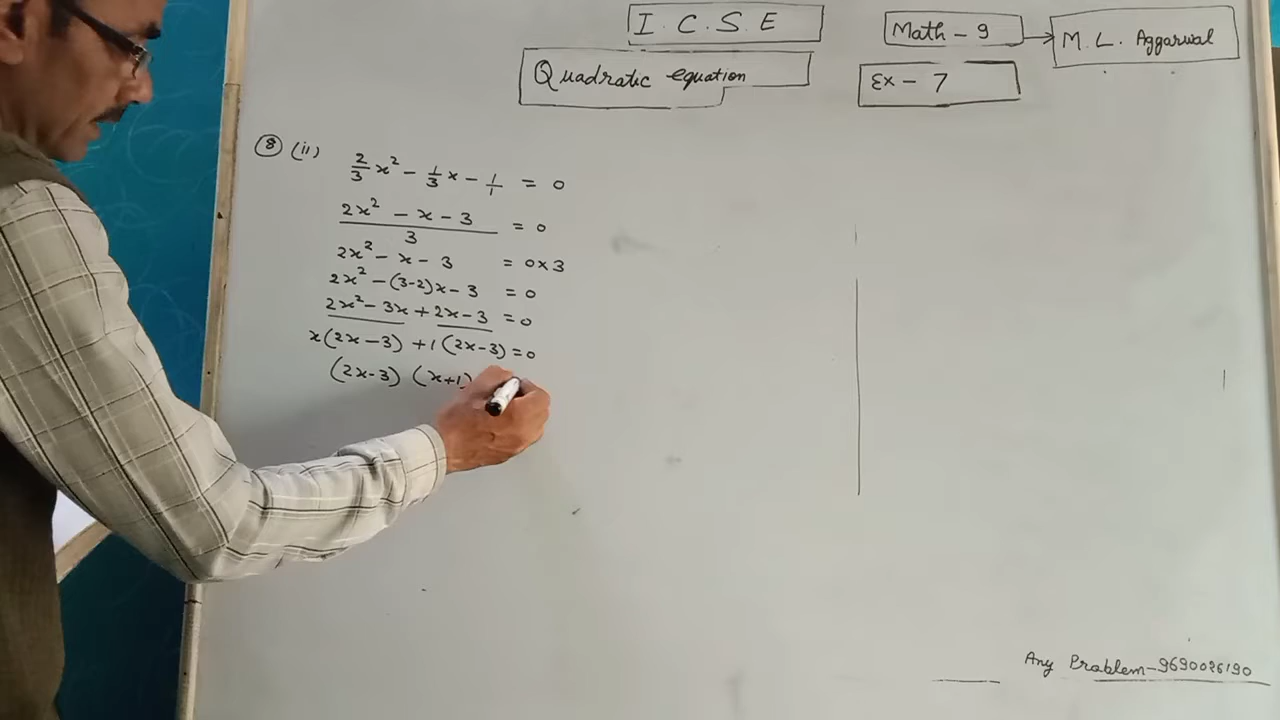 I. C. S. E
Math - 9
M. L. Aggarwal
Quadratic equation
Ex - 7
⑧ (ii)
2/3 x² - 1/3 x - 1/1 = 0
(2x² - x - 3)/3 = 0
2x² - x - 3 = 0×3
2x² - (3-2)x - 3 = 0
2x² - 3x + 2x - 3 = 0
x(2x - 3) + 1(2x - 3) = 0
(2x-3) (x+1)
Any Problem-9690026190